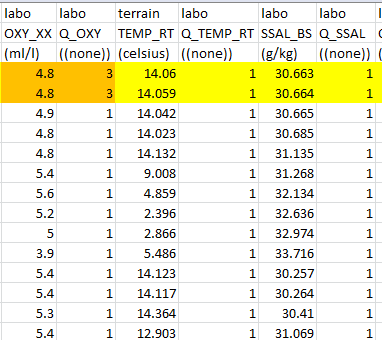 labo labo terrain labo labo labo
OXY_XX Q_OXY TEMP_RT Q_TEMP_RT SSAL_BS Q_SSAL
(ml/l) ((none)) (celsius) ((none)) (g/kg) ((none))
4.8 3 14.06 1 30.663 1
4.8 3 14.059 1 30.664 1
4.9 1 14.042 1 30.665 1
4.8 1 14.023 1 30.685 1
4.8 1 14.132 1 31.135 1
5.4 1 9.008 1 31.268 1
5.6 1 4.859 1 32.134 1
5.2 1 2.396 1 32.636 1
5 1 2.866 1 32.974 1
3.9 1 5.486 1 33.716 1
5.4 1 14.123 1 30.257 1
5.4 1 14.117 1 30.264 1
5.3 1 14.364 1 30.41 1
5.4 1 12.903 1 31.069 1